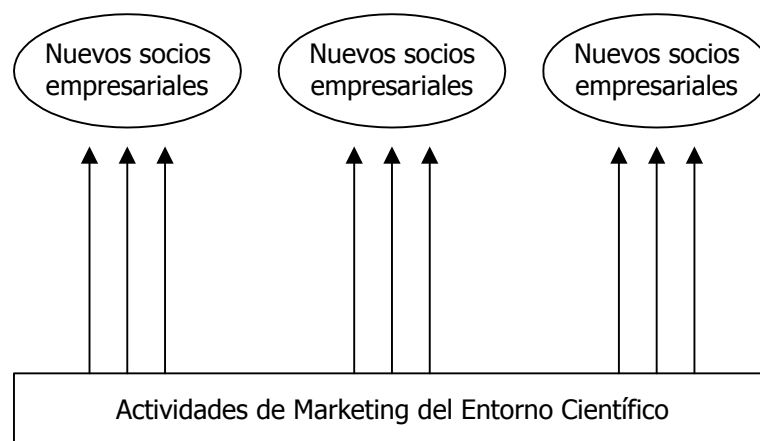 Nuevos socios
empresariales
Nuevos socios
empresariales
Nuevos socios
empresariales
Actividades de Marketing del Entorno Científico